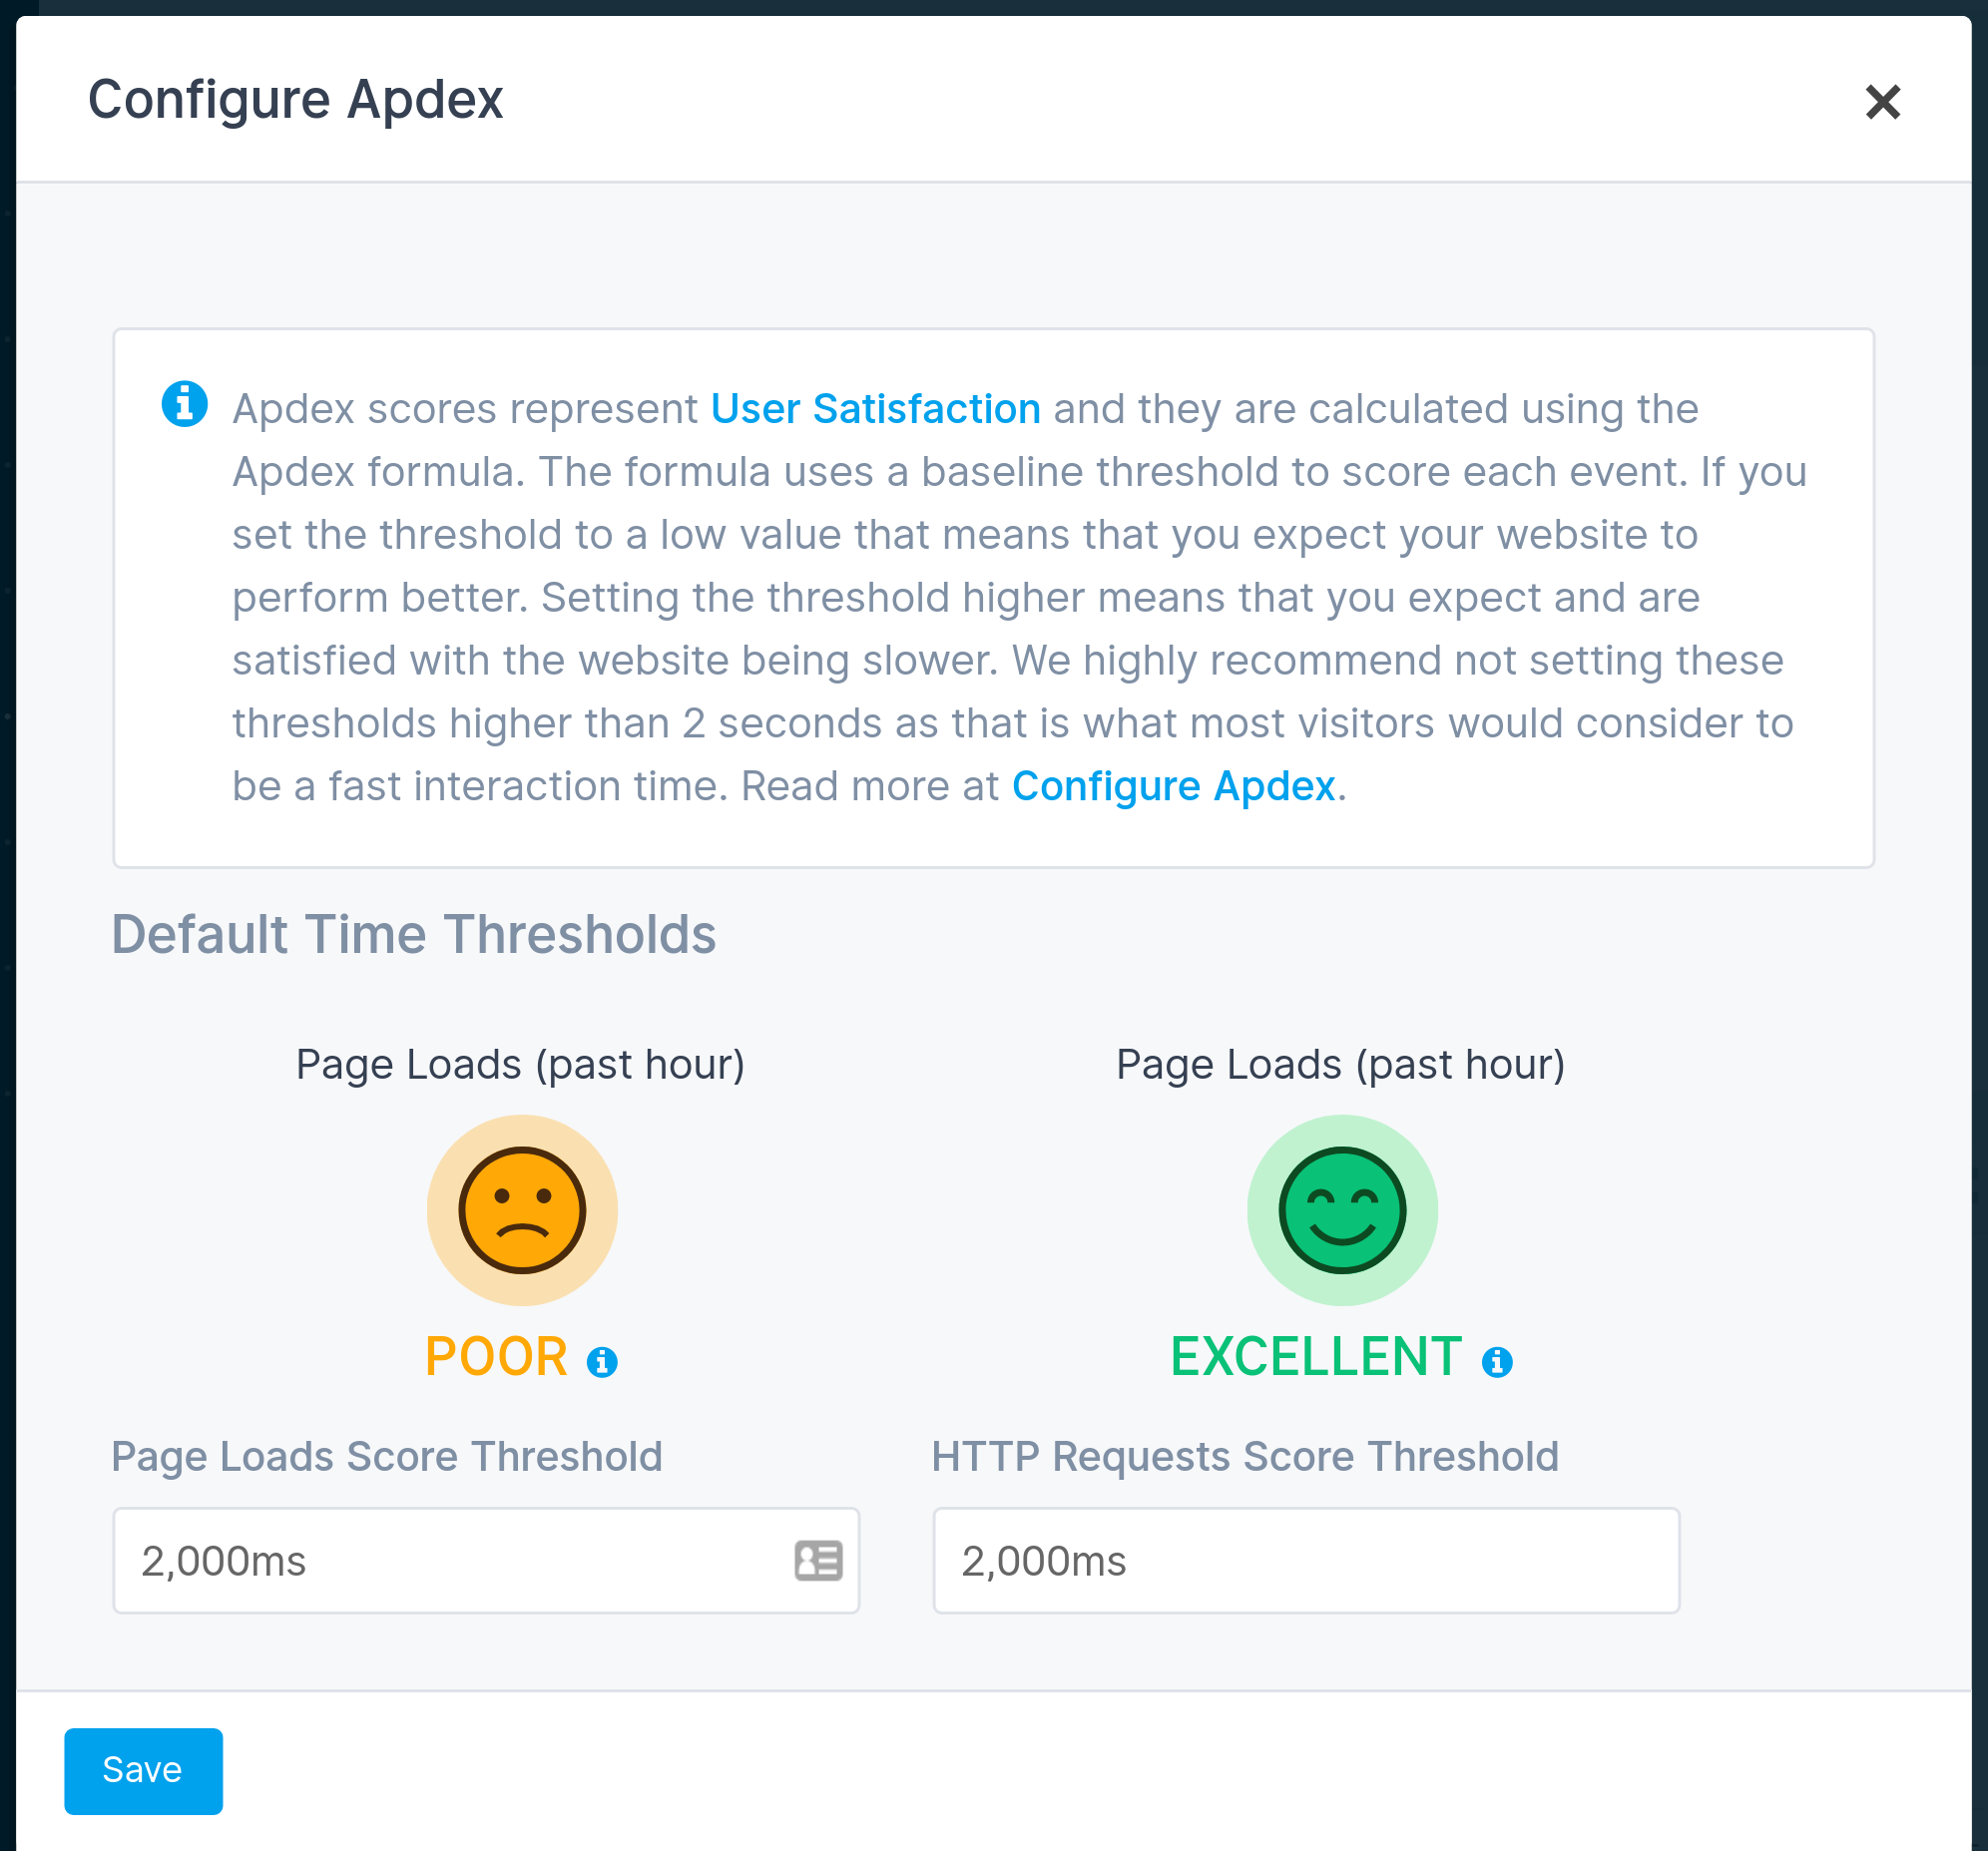 Configure Apdex
Apdex scores represent User Satisfaction and they are calculated using the
Apdex formula. The formula uses a baseline threshold to score each event. If you
set the threshold to a low value that means that you expect your website to
perform better. Setting the threshold higher means that you expect and are
satisfied with the website being slower. We highly recommend not setting these
thresholds higher than 2 seconds as that is what most visitors would consider to
be a fast interaction time. Read more at Configure Apdex.
Default Time Thresholds
Page Loads (past hour)
POOR
Page Loads Score Threshold
2,000ms
Page Loads (past hour)
EXCELLENT
HTTP Requests Score Threshold
2,000ms
Save